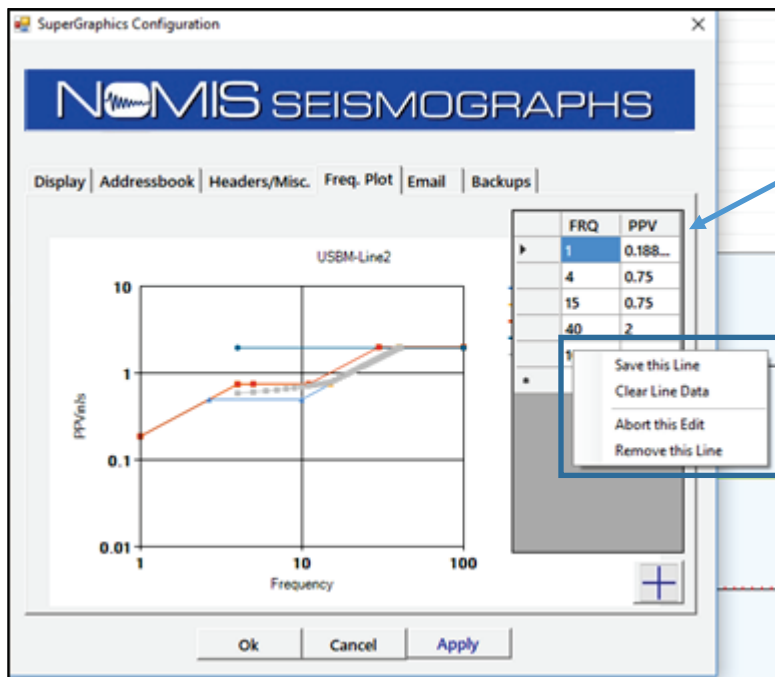 SuperGraphics Configuration
NOMIS SEISMOGRAPHS
Display Addressbook Headers/Misc. Freq. Plot Email Backups
USBM-Line2
10
1
0.1
0.01
1 10 100
PPVin/s
Frequency
FRQ PPV
1 0.188...
4 0.75
15 0.75
40 2
Save this Line
Clear Line Data
Abort this Edit
Remove this Line
Ok Cancel Apply